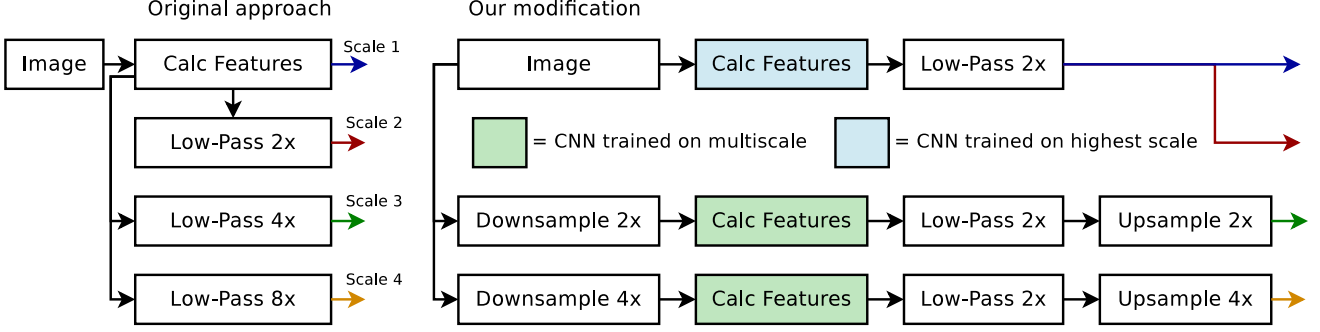 Original approach
Our modification
Image
Calc Features
Scale 1
Image
Calc Features
Low-Pass 2x
Low-Pass 2x
Scale 2
= CNN trained on multiscale
= CNN trained on highest scale
Low-Pass 4x
Scale 3
Downsample 2x
Calc Features
Low-Pass 2x
Upsample 2x
Low-Pass 8x
Scale 4
Downsample 4x
Calc Features
Low-Pass 2x
Upsample 4x